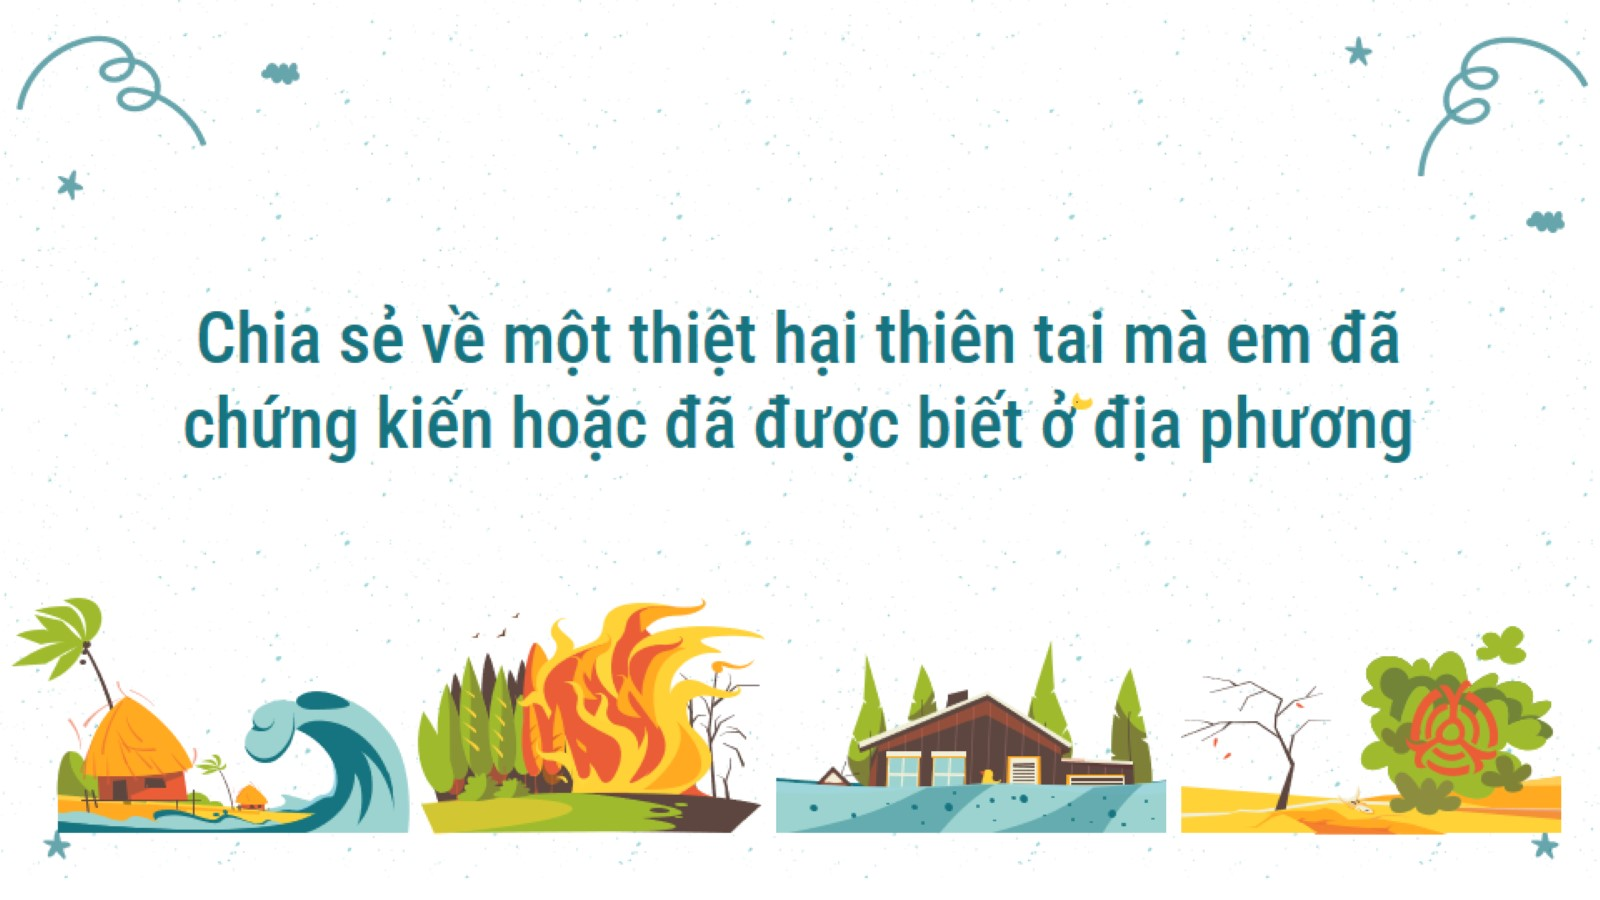 Chia sẻ về một thiệt hại thiên tai mà em đã
chứng kiến hoặc đã được biết ở địa phương